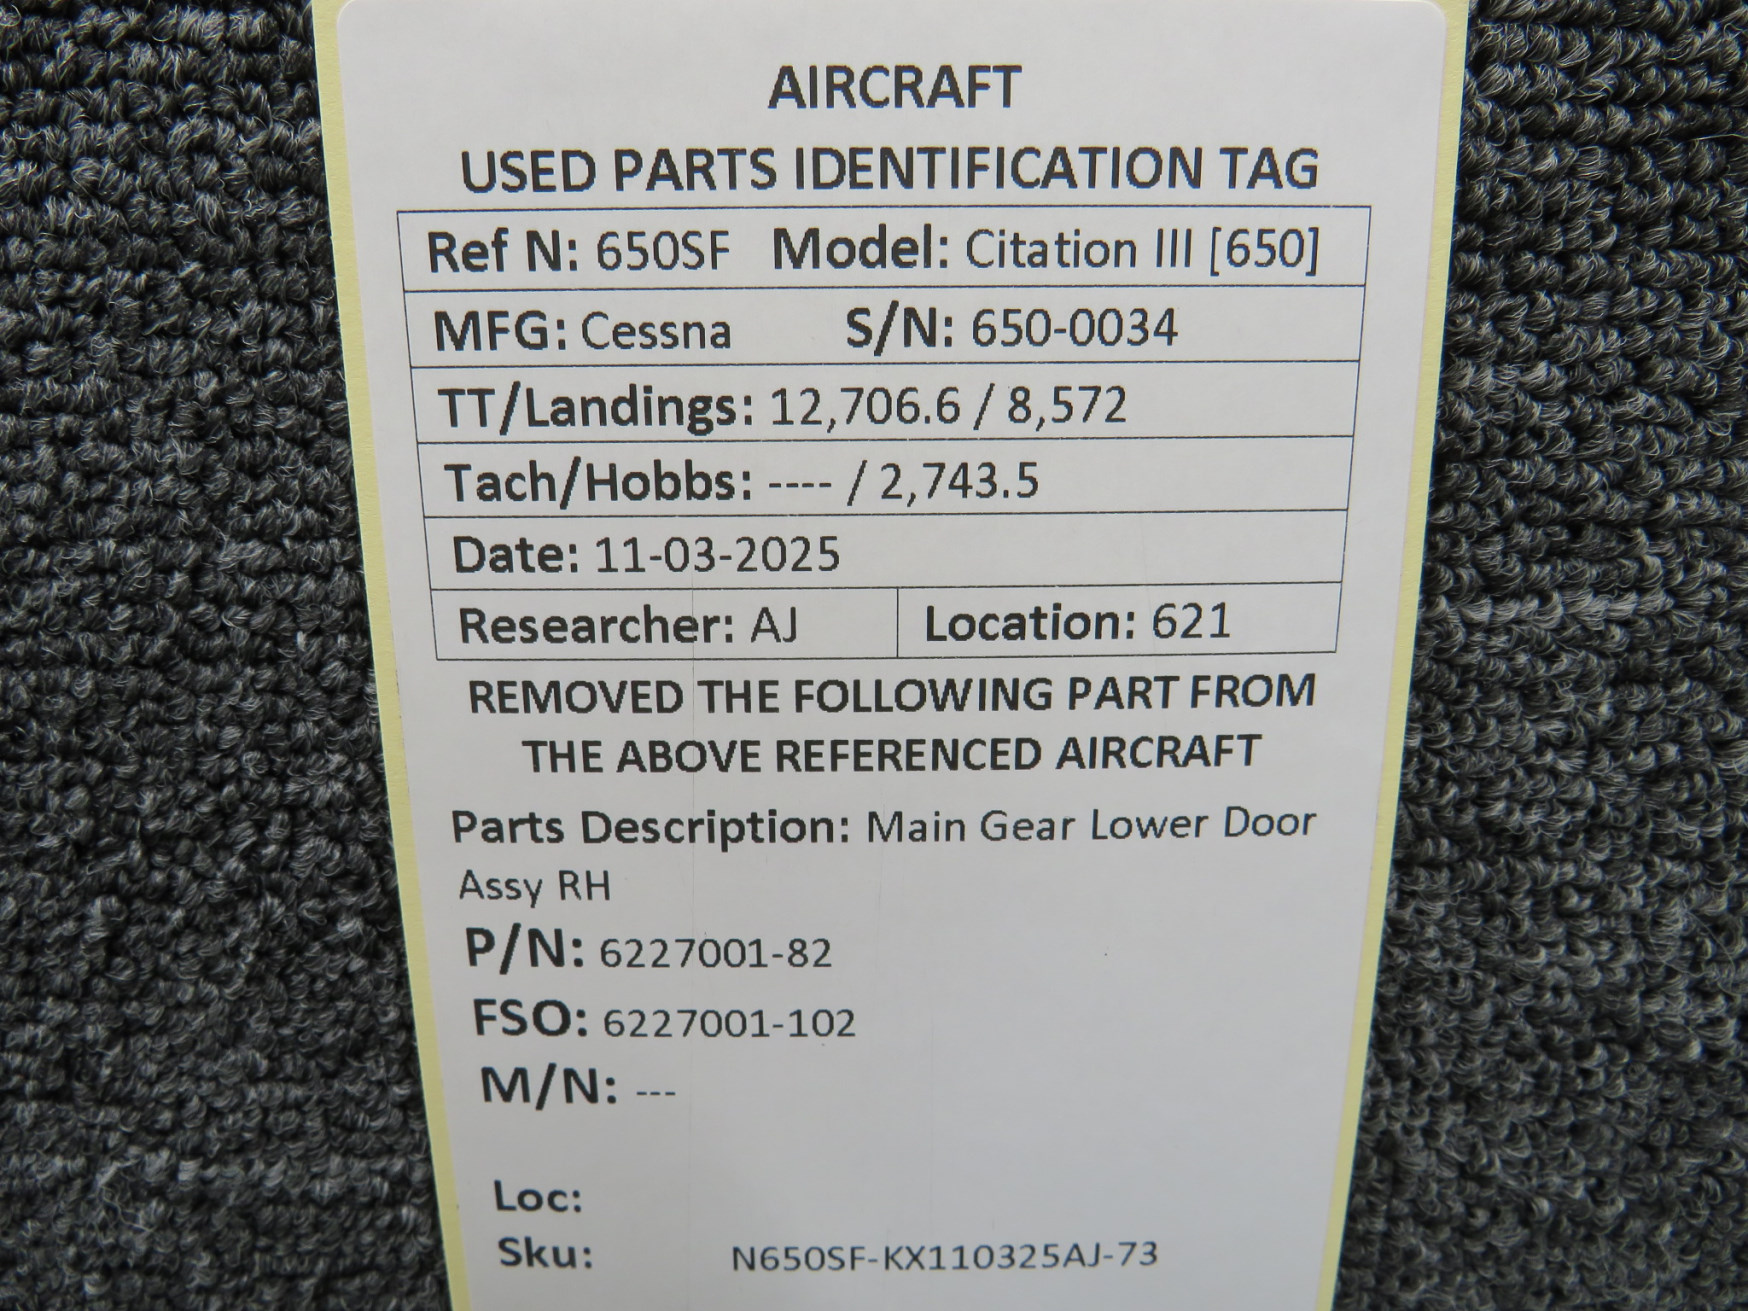 AIRCRAFT
USED PARTS IDENTIFICATION TAG
Ref N: 650SF Model: Citation III [650]
MFG: Cessna S/N: 650-0034
TT/Landings: 12,706.6 / 8,572
Tach/Hobbs: ---- / 2,743.5
Date: 11-03-2025
Researcher: AJ Location: 621
REMOVED THE FOLLOWING PART FROM
THE ABOVE REFERENCED AIRCRAFT
Parts Description: Main Gear Lower Door
Assy RH
P/N: 6227001-82
FSO: 6227001-102
M/N: ---
Loc:
Sku: N650SF-KX110325AJ-73